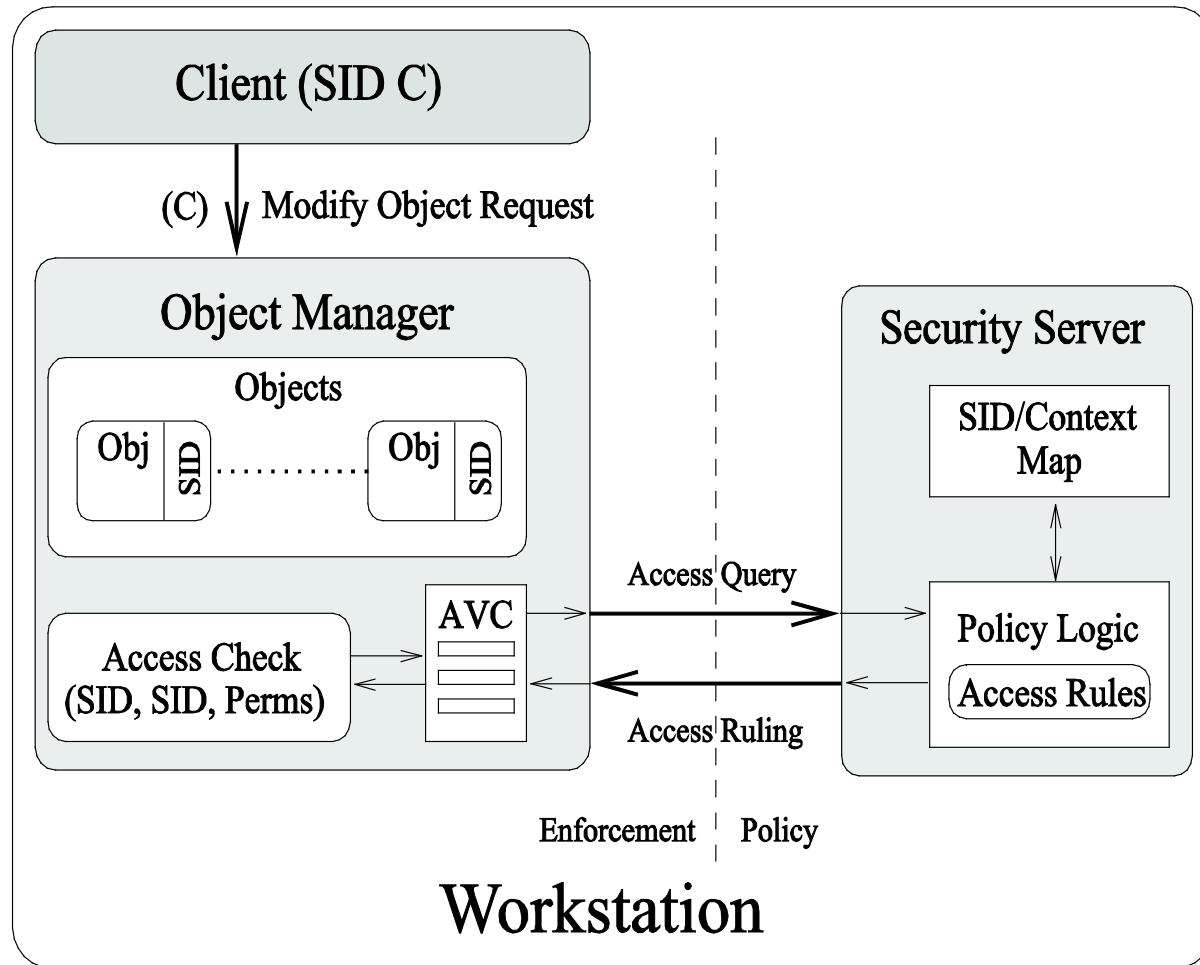 Client (SID C)
(C) Modify Object Request
Object Manager
Objects
Obj SID
Obj SID
AVC
Access Check
(SID, SID, Perms)
Access Query
Access Ruling
Security Server
SID/Context
Map
Policy Logic
Access Rules
Enforcement
Policy
Workstation